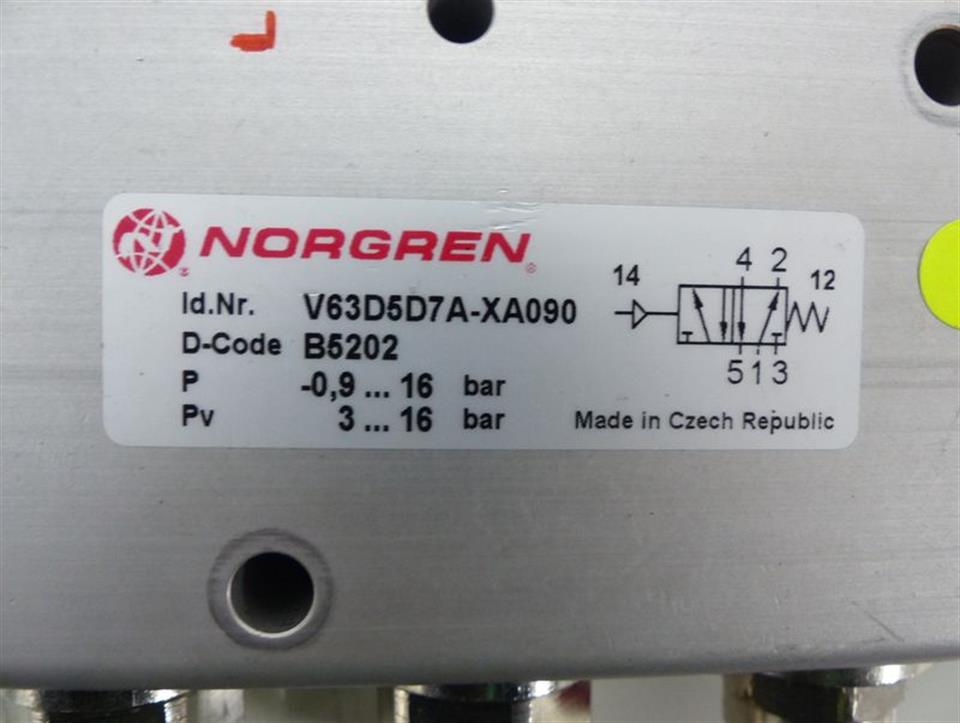 NORGREN®
Id.Nr. V63D5D7A-XA090
D-Code B5202
P -0,9 ... 16 bar
Pv 3 ... 16 bar
14 4 2 12
5 1 3
Made in Czech Republic